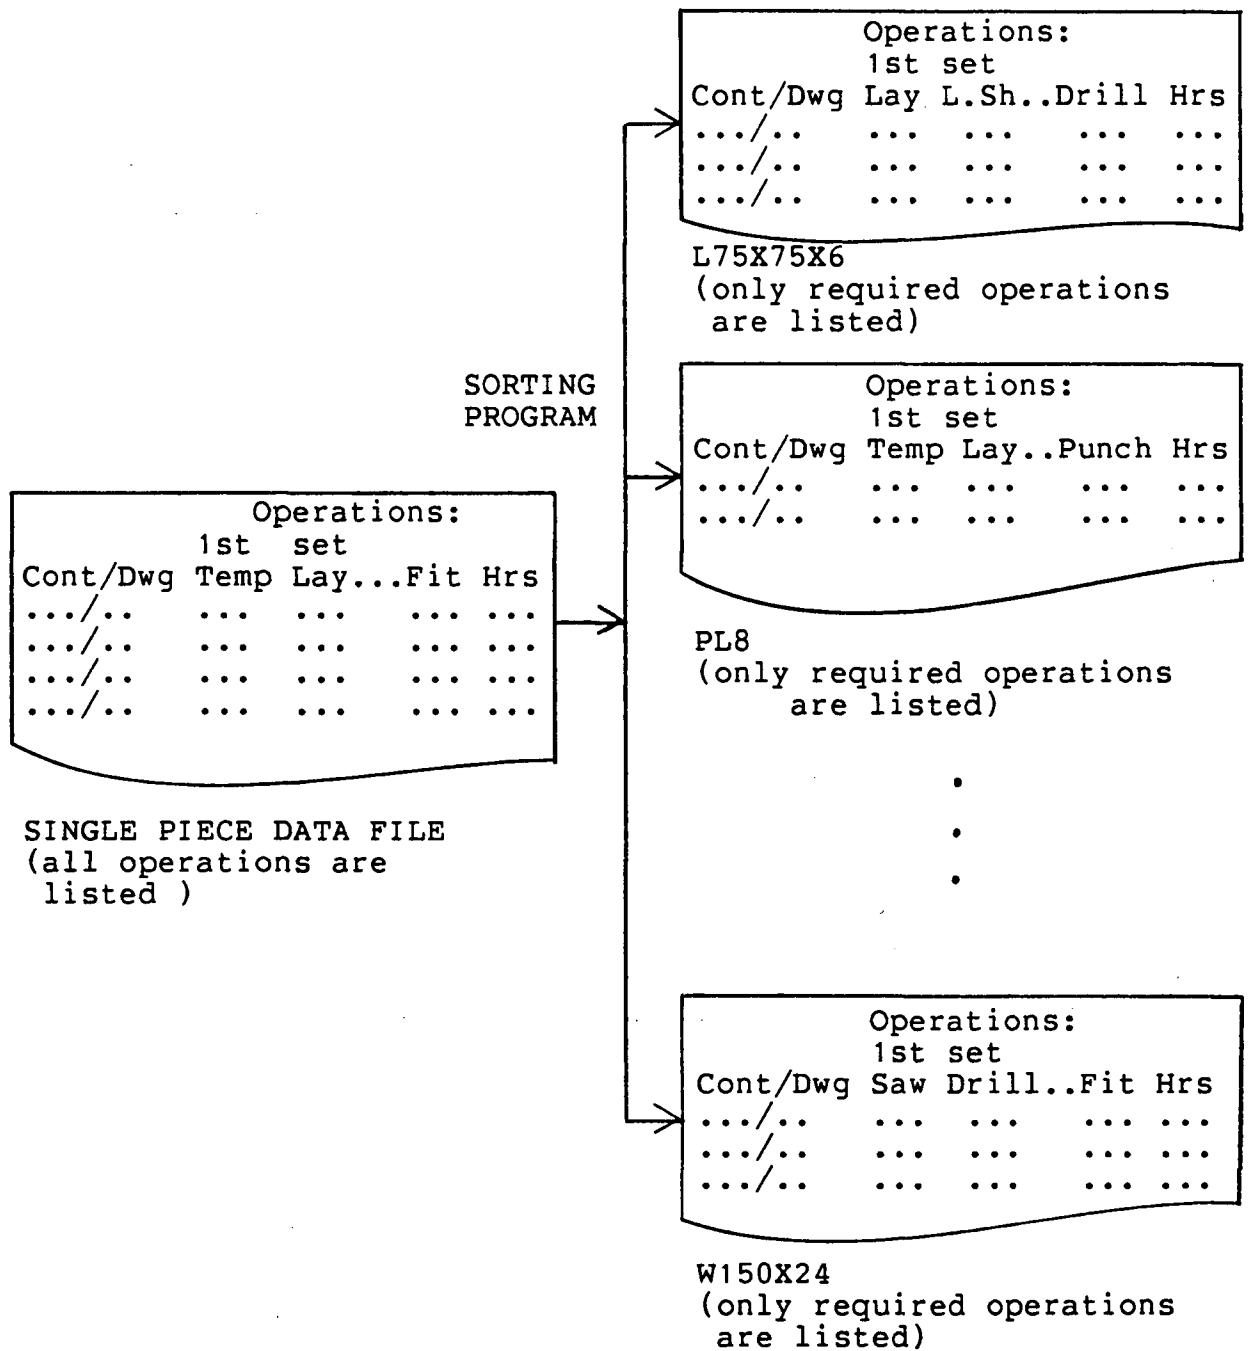 Operations:
1st set
Cont/Dwg Lay L.Sh..Drill Hrs
.../.. ... ... ... ...
.../.. ... ... ... ...
.../.. ... ... ... ...
L75X75X6
(only required operations
are listed)
SORTING
PROGRAM
Operations:
1st set
Cont/Dwg Temp Lay..Punch Hrs
.../.. ... ... ... ...
.../.. ... ... ... ...
PL8
(only required operations
are listed)
Operations:
1st set
Cont/Dwg Temp Lay...Fit Hrs
.../.. ... ... ... ...
.../.. ... ... ... ...
.../.. ... ... ... ...
.../.. ... ... ... ...
SINGLE PIECE DATA FILE
(all operations are
listed )
.
.
.
Operations:
1st set
Cont/Dwg Saw Drill..Fit Hrs
.../.. ... ... ... ...
.../.. ... ... ... ...
.../.. ... ... ... ...
W150X24
(only required operations
are listed)